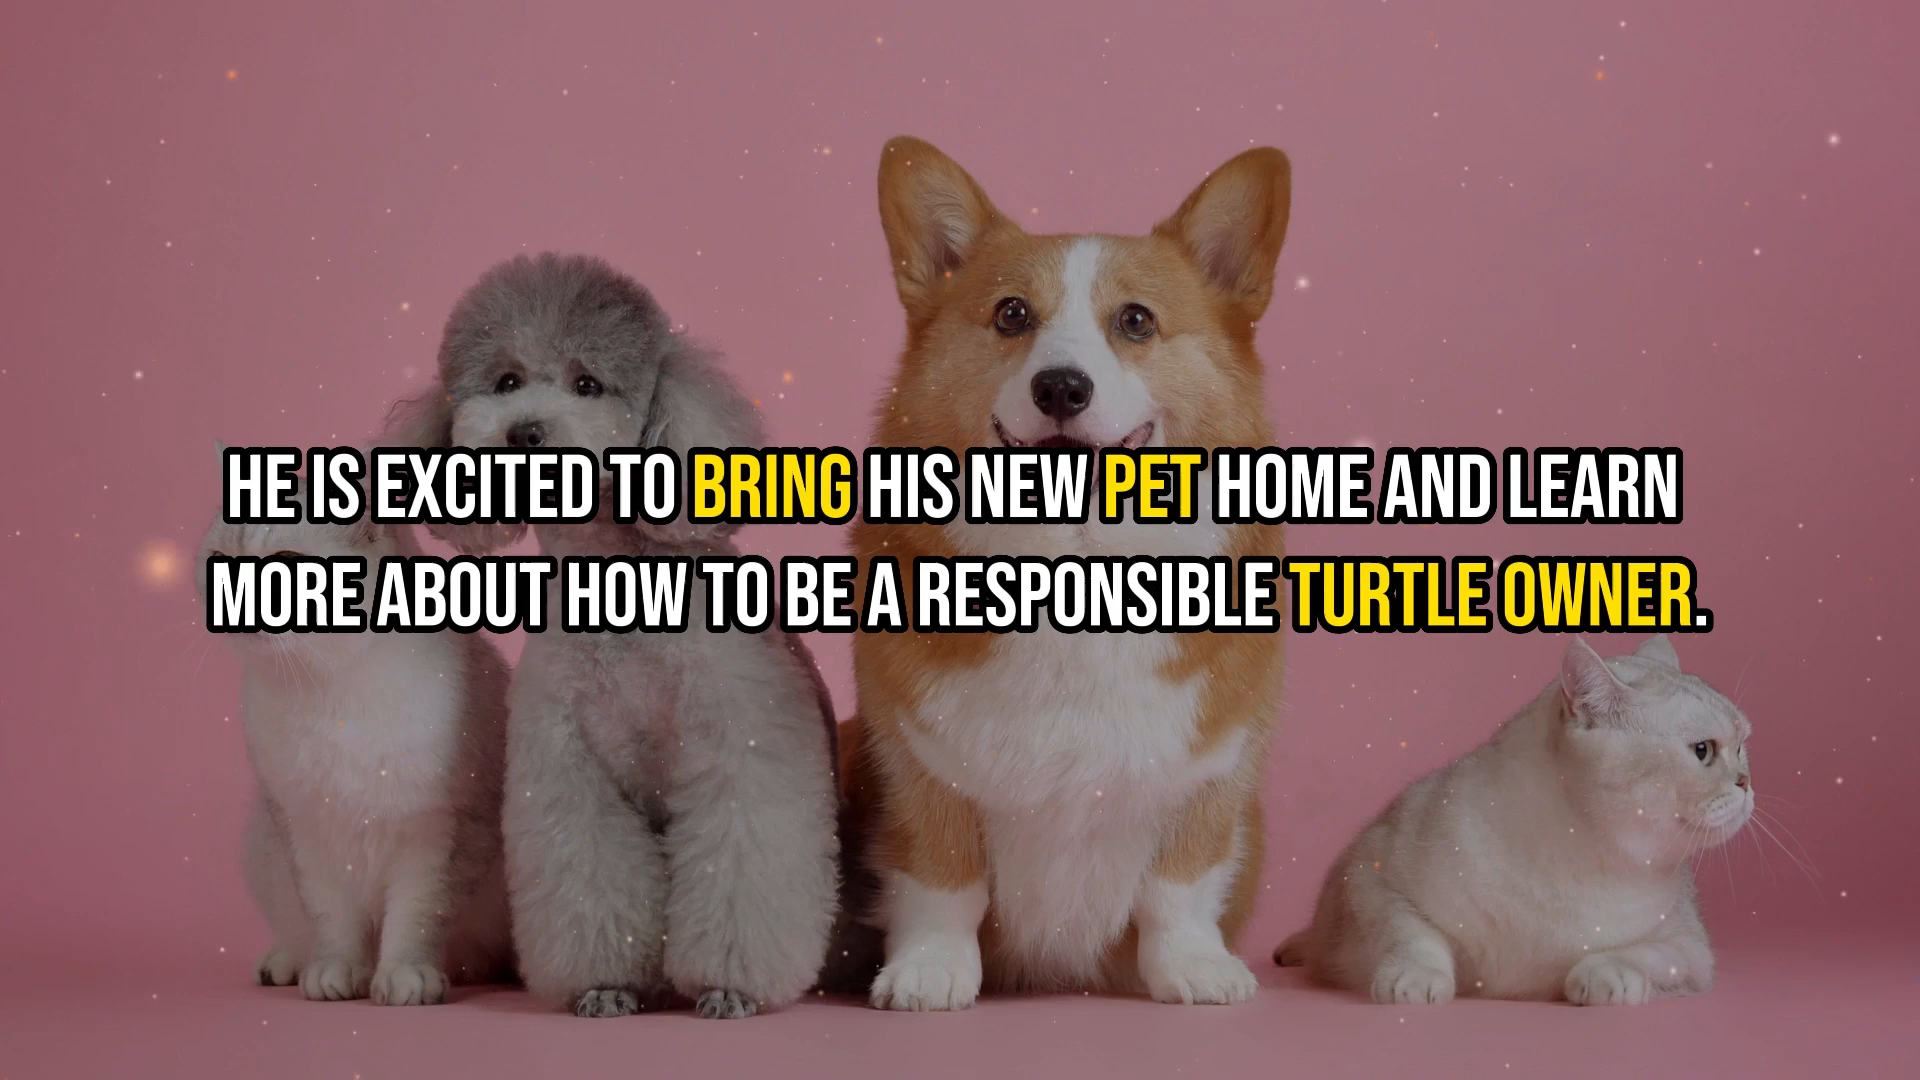 HE IS EXCITED TO BRING HIS NEW PET HOME AND LEARN
MORE ABOUT HOW TO BE A RESPONSIBLE TURTLE OWNER.